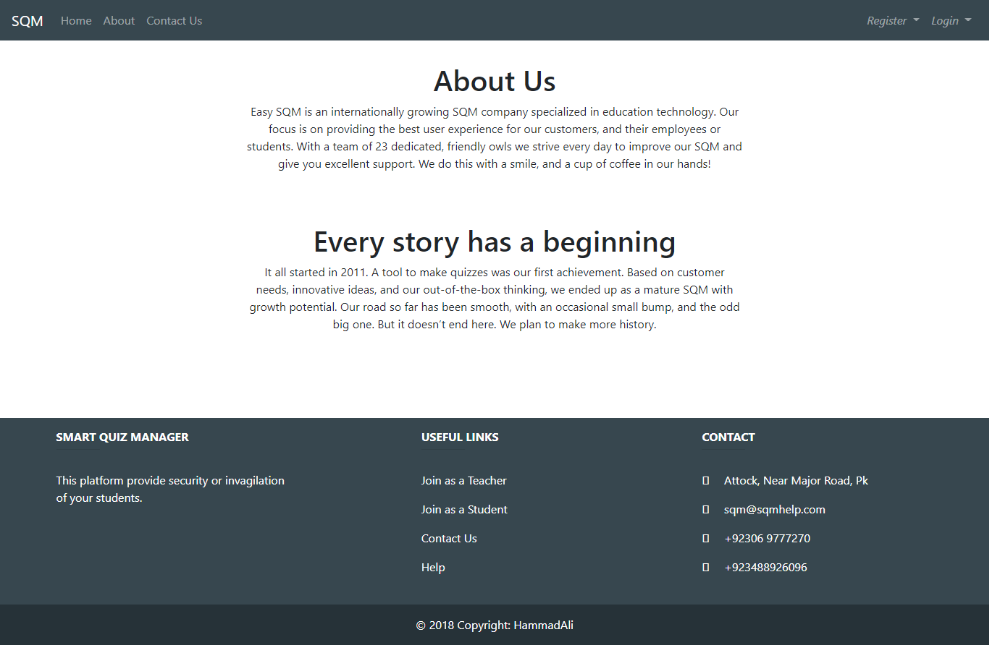 SQM Home About Contact Us Register Login
About Us
Easy SQM is an internationally growing SQM company specialized in education technology. Our
focus is on providing the best user experience for our customers, and their employees or
students. With a team of 23 dedicated, friendly owls we strive every day to improve our SQM and
give you excellent support. We do this with a smile, and a cup of coffee in our hands!
Every story has a beginning
It all started in 2011. A tool to make quizzes was our first achievement. Based on customer
needs, innovative ideas, and our out-of-the-box thinking, we ended up as a mature SQM with
growth potential. Our road so far has been smooth, with an occasional small bump, and the odd
big one. But it doesn’t end here. We plan to make more history.
SMART QUIZ MANAGER
This platform provide security or invagilation
of your students.
USEFUL LINKS
Join as a Teacher
Join as a Student
Contact Us
Help
CONTACT
Attock, Near Major Road, Pk
sqm@sqmhelp.com
+92306 9777270
+923488926096
© 2018 Copyright: HammadAli